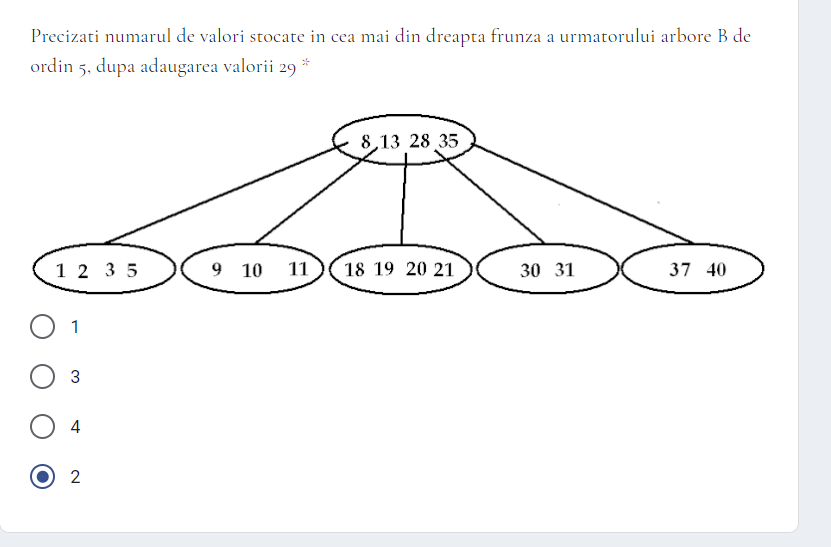 Precizati numarul de valori stocate in cea mai din dreapta frunza a urmatorului arbore B de
ordin 5, dupa adaugarea valorii 29 *
8 13 28 35
1 2 3 5 9 10 11 18 19 20 21 30 31 37 40
1
3
4
2